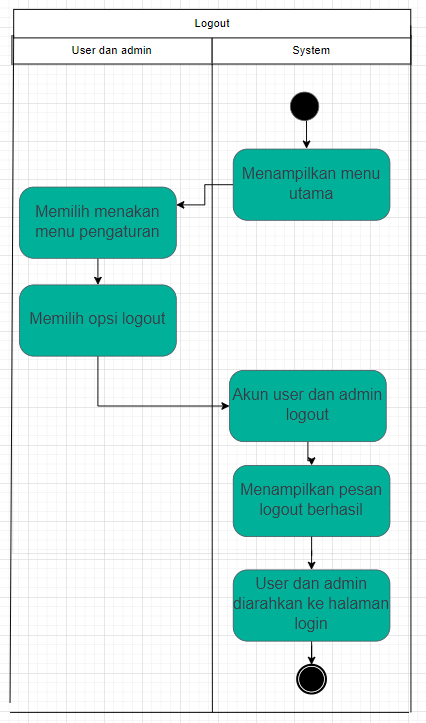 Logout
User dan admin
System
Menampilkan menu
utama
Memilih menakan
menu pengaturan
Memilih opsi logout
Akun user dan admin
logout
Menampilkan pesan
logout berhasil
User dan admin
diarahkan ke halaman
login